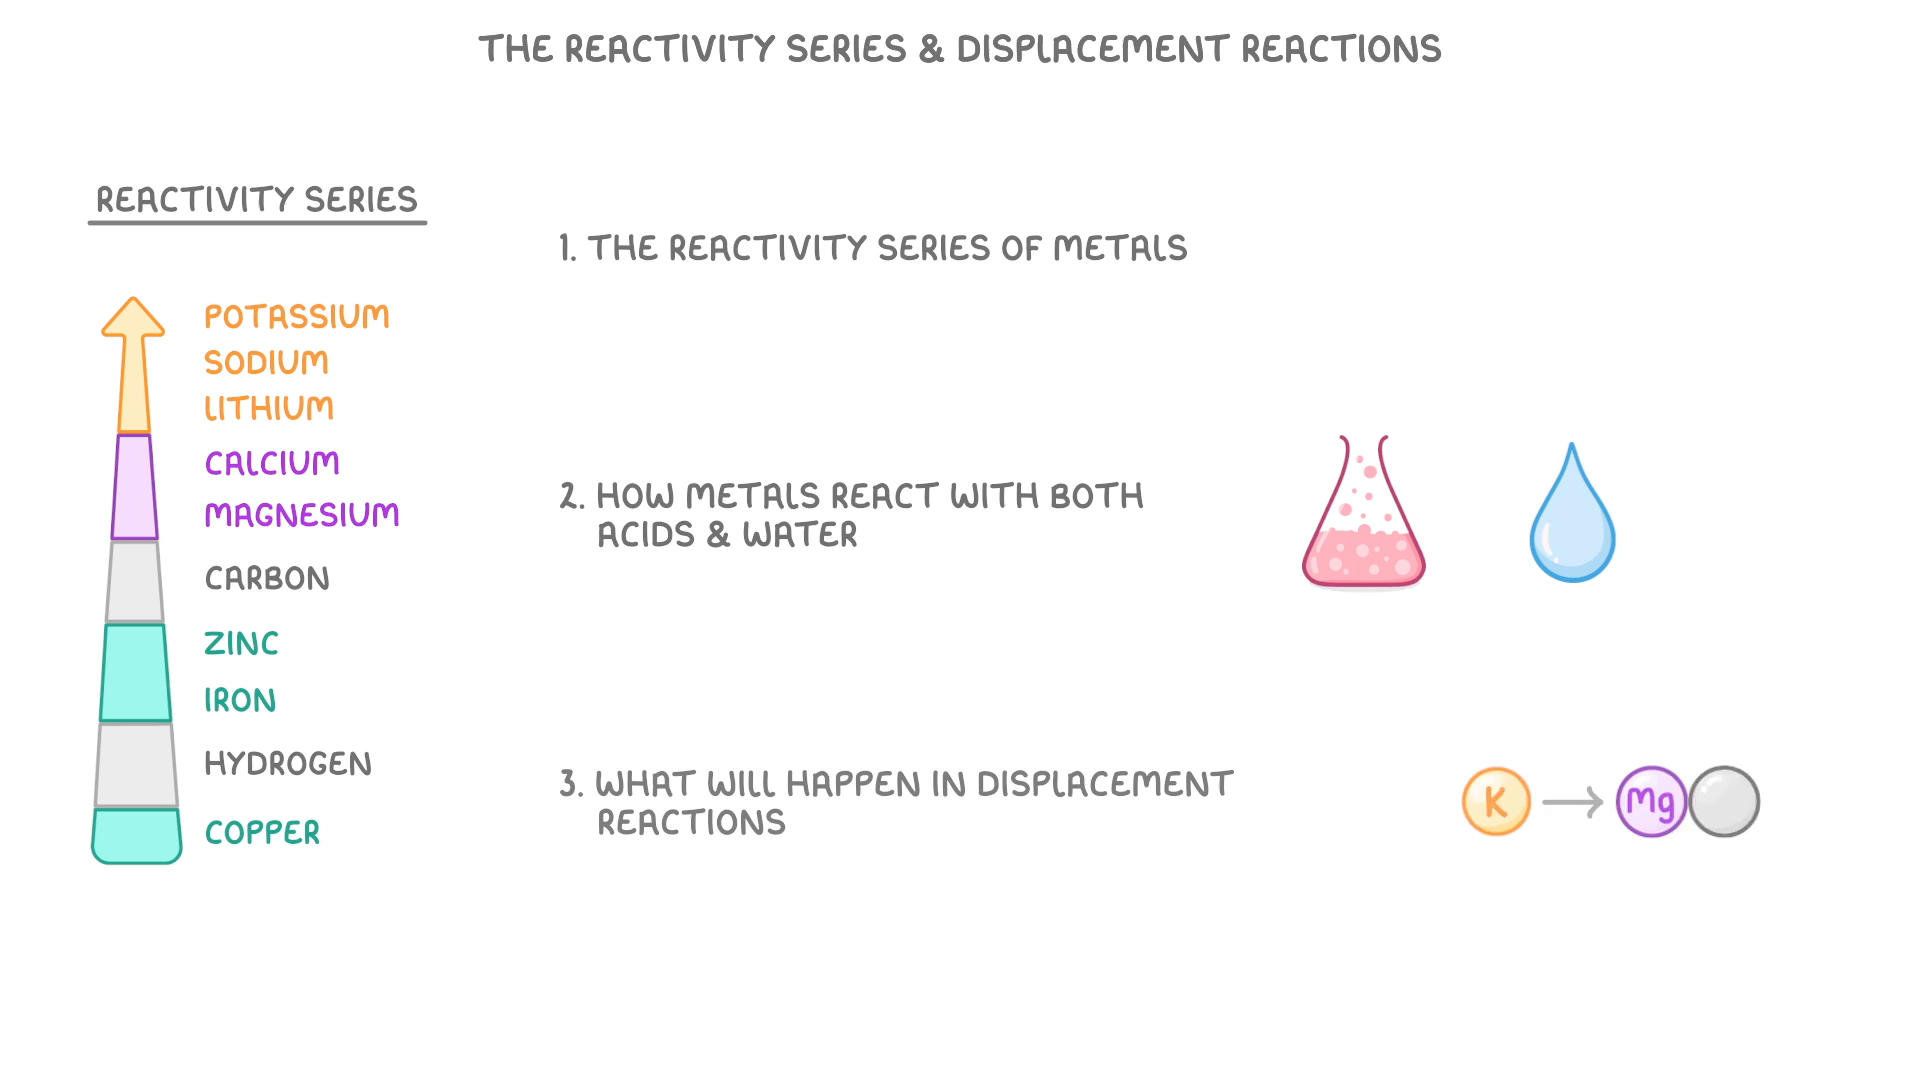 THE REACTIVITY SERIES & DISPLACEMENT REACTIONS
REACTIVITY SERIES
POTASSIUM
SODIUM
LITHIUM
CALCIUM
MAGNESIUM
CARBON
ZINC
IRON
HYDROGEN
COPPER
1. THE REACTIVITY SERIES OF METALS
2. HOW METALS REACT WITH BOTH
ACIDS & WATER
3. WHAT WILL HAPPEN IN DISPLACEMENT
REACTIONS
K → Mg